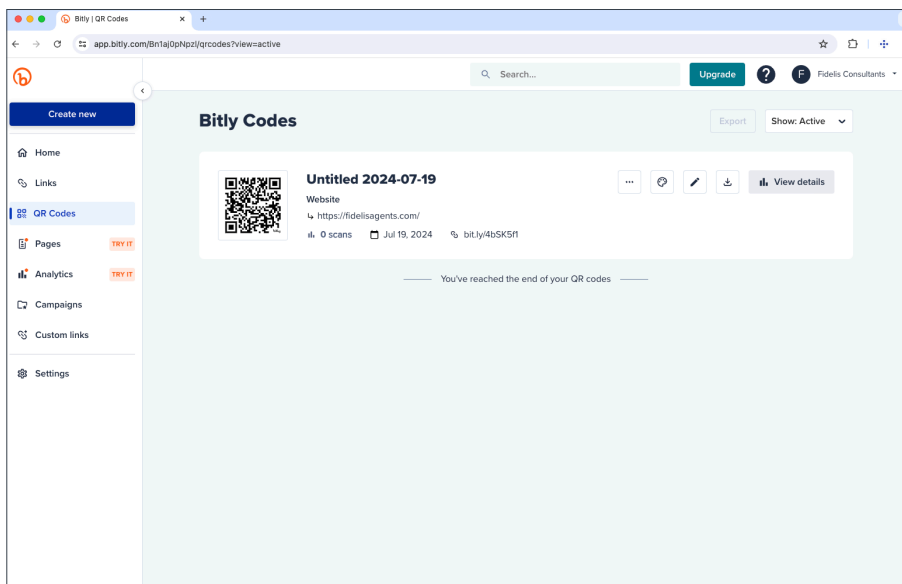 Bitly | QR Codes
app.bitly.com/Bn1aj0pNpzl/qrcodes?view=active
Search...
Upgrade
?
F
Fidelis Consultants
Create new
Home
Links
QR Codes
Pages
TRY IT
Analytics
TRY IT
Campaigns
Custom links
Settings
Bitly Codes
Export
Show: Active
Untitled 2024-07-19
Website
https://fidelisagents.com/
0 scans
Jul 19, 2024
bit.ly/4bSK5f1
View details
You've reached the end of your QR codes